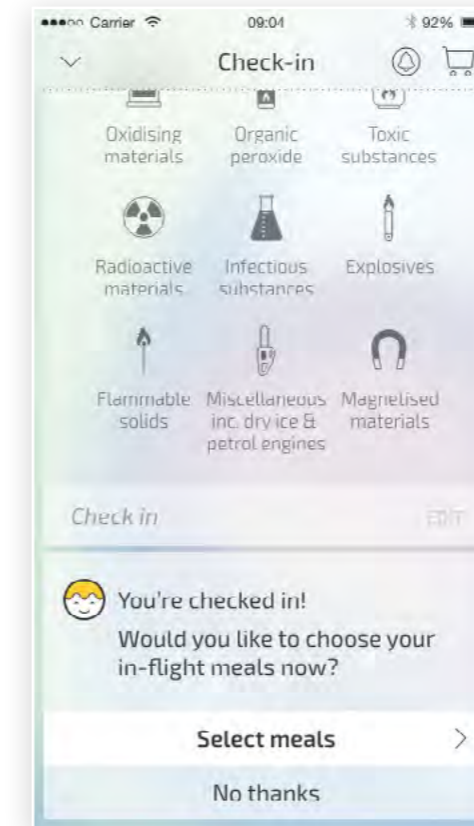 Carrier 09:04 92%
Check-in
Oxidising materials
Organic peroxide
Toxic substances
Radioactive materials
Infectious substances
Explosives
Flammable solids
Miscellaneous inc. dry ice & petrol engines
Magnetised materials
Check in EDIT
You're checked in!
Would you like to choose your
in-flight meals now?
Select meals
No thanks